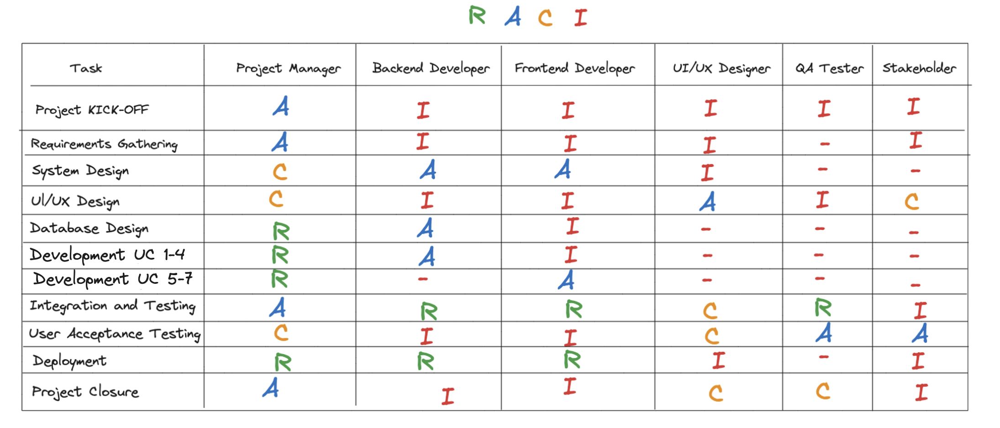 R A C I
Task Project Manager Backend Developer Frontend Developer UI/UX Designer QA Tester Stakeholder
Project KICK-OFF A I I I I I
Requirements Gathering A I I I - I
System Design C A A I - -
UI/UX Design C I I A I C
Database Design R A I - - -
Development UC 1-4 R A I - - -
Development UC 5-7 R - A - - -
Integration and Testing A R R C R I
User Acceptance Testing C I I C A A
Deployment R R R I - I
Project Closure A I I C C I